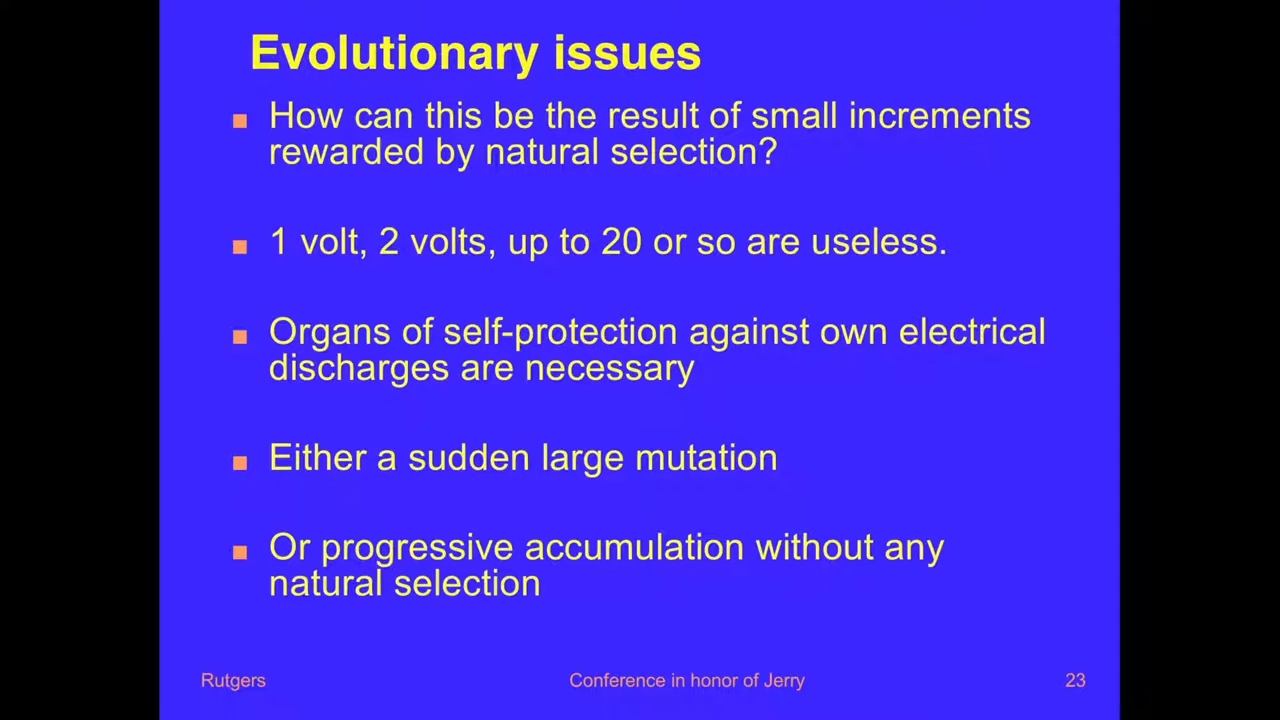 Evolutionary issues
How can this be the result of small increments
rewarded by natural selection?
1 volt, 2 volts, up to 20 or so are useless.
Organs of self-protection against own electrical
discharges are necessary
Either a sudden large mutation
Or progressive accumulation without any
natural selection
Rutgers
Conference in honor of Jerry
23